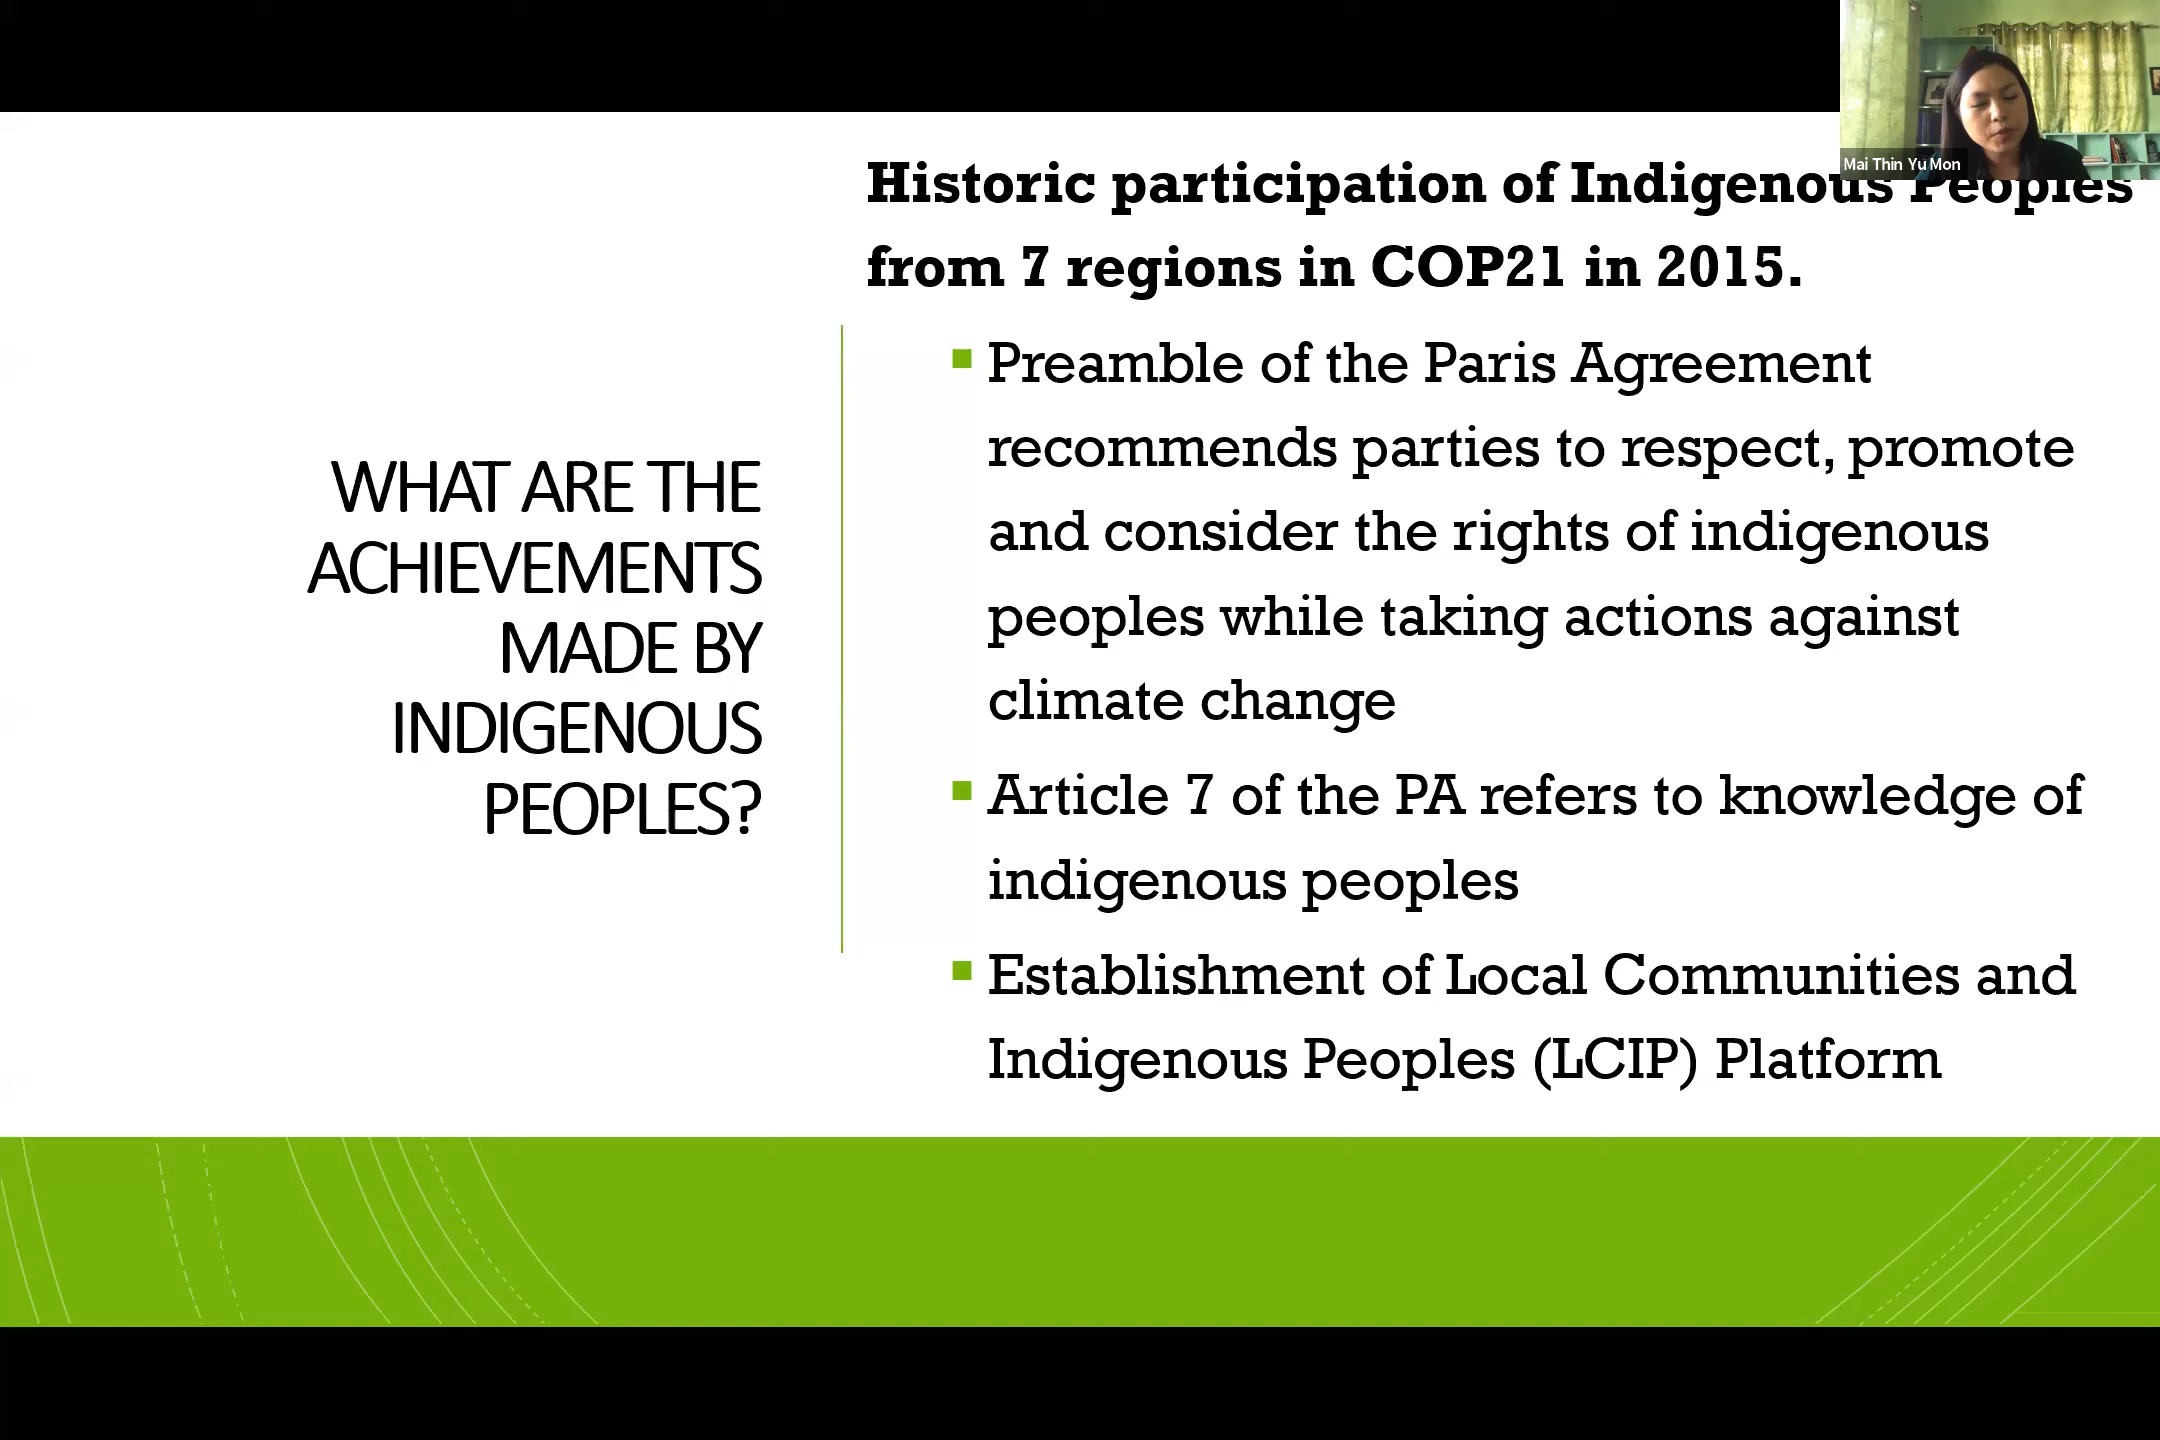 Mai Thin Yu Mon
Historic participation of Indigenous Peoples
from 7 regions in COP21 in 2015.
WHAT ARE THE
ACHIEVEMENTS
MADE BY
INDIGENOUS
PEOPLES?
▪ Preamble of the Paris Agreement
recommends parties to respect, promote
and consider the rights of indigenous
peoples while taking actions against
climate change
▪ Article 7 of the PA refers to knowledge of
indigenous peoples
▪ Establishment of Local Communities and
Indigenous Peoples (LCIP) Platform